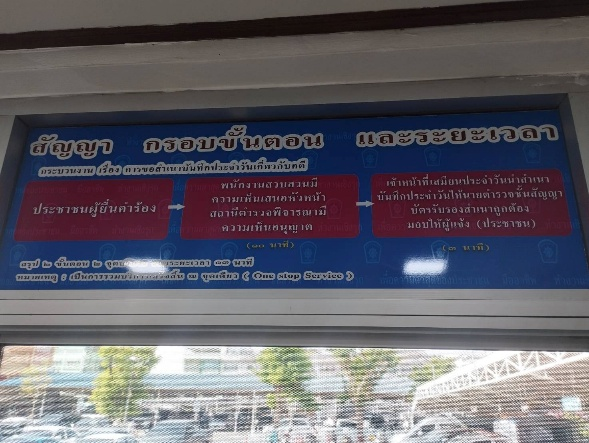 สัญญา กรอบขั้นตอน และระยะเวลา
กระบวนงาน เรื่อง การขอสำเนาบันทึกประจำวันเกี่ยวกับคดี
ประชาชนผู้ยื่นคำร้อง
พนักงานสอบสวนมี
ความเห็นเสนอหัวหน้า
สถานีตำรวจพิจารณามี
ความเห็นอนุญาต
(๑๐ นาที)
เจ้าหน้าที่เสมียนประจำวันนำสำเนา
บันทึกประจำวันให้นายตำรวจชั้นสัญญา
บัตรรับรองสำเนาถูกต้อง
มอบให้ผู้แจ้ง (ประชาชน)
(๓ นาที)
สรุป ๒ ขั้นตอน ๒ ระยะเวลา ๑๓ นาที
หมายเหตุ : เป็นการรวม ณ จุดเดียว ( One stop Service )